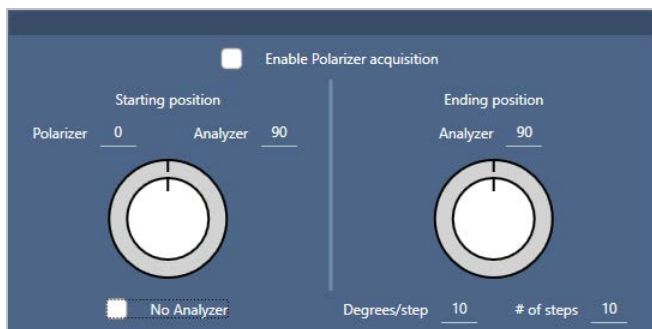 Enable Polarizer acquisition
Starting position
Polarizer 0 Analyzer 90
No Analyzer
Ending position
Analyzer 90
Degrees/step 10 # of steps 10